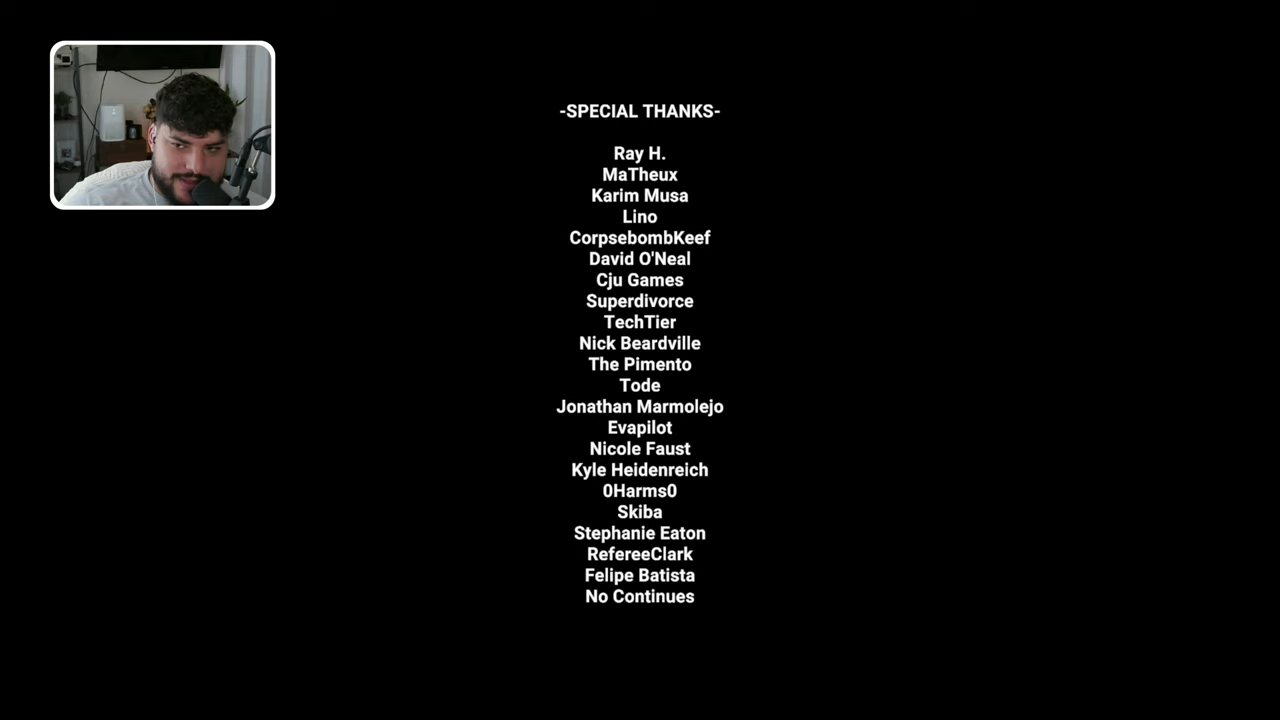 -SPECIAL THANKS-
Ray H.
MaTheux
Karim Musa
Lino
CorpsebombKeef
David O'Neal
Cju Games
Superdivorce
TechTier
Nick Beardville
The Pimento
Tode
Jonathan Marmolejo
Evapilot
Nicole Faust
Kyle Heidenreich
0Harms0
Skiba
Stephanie Eaton
RefereeClark
Felipe Batista
No Continues